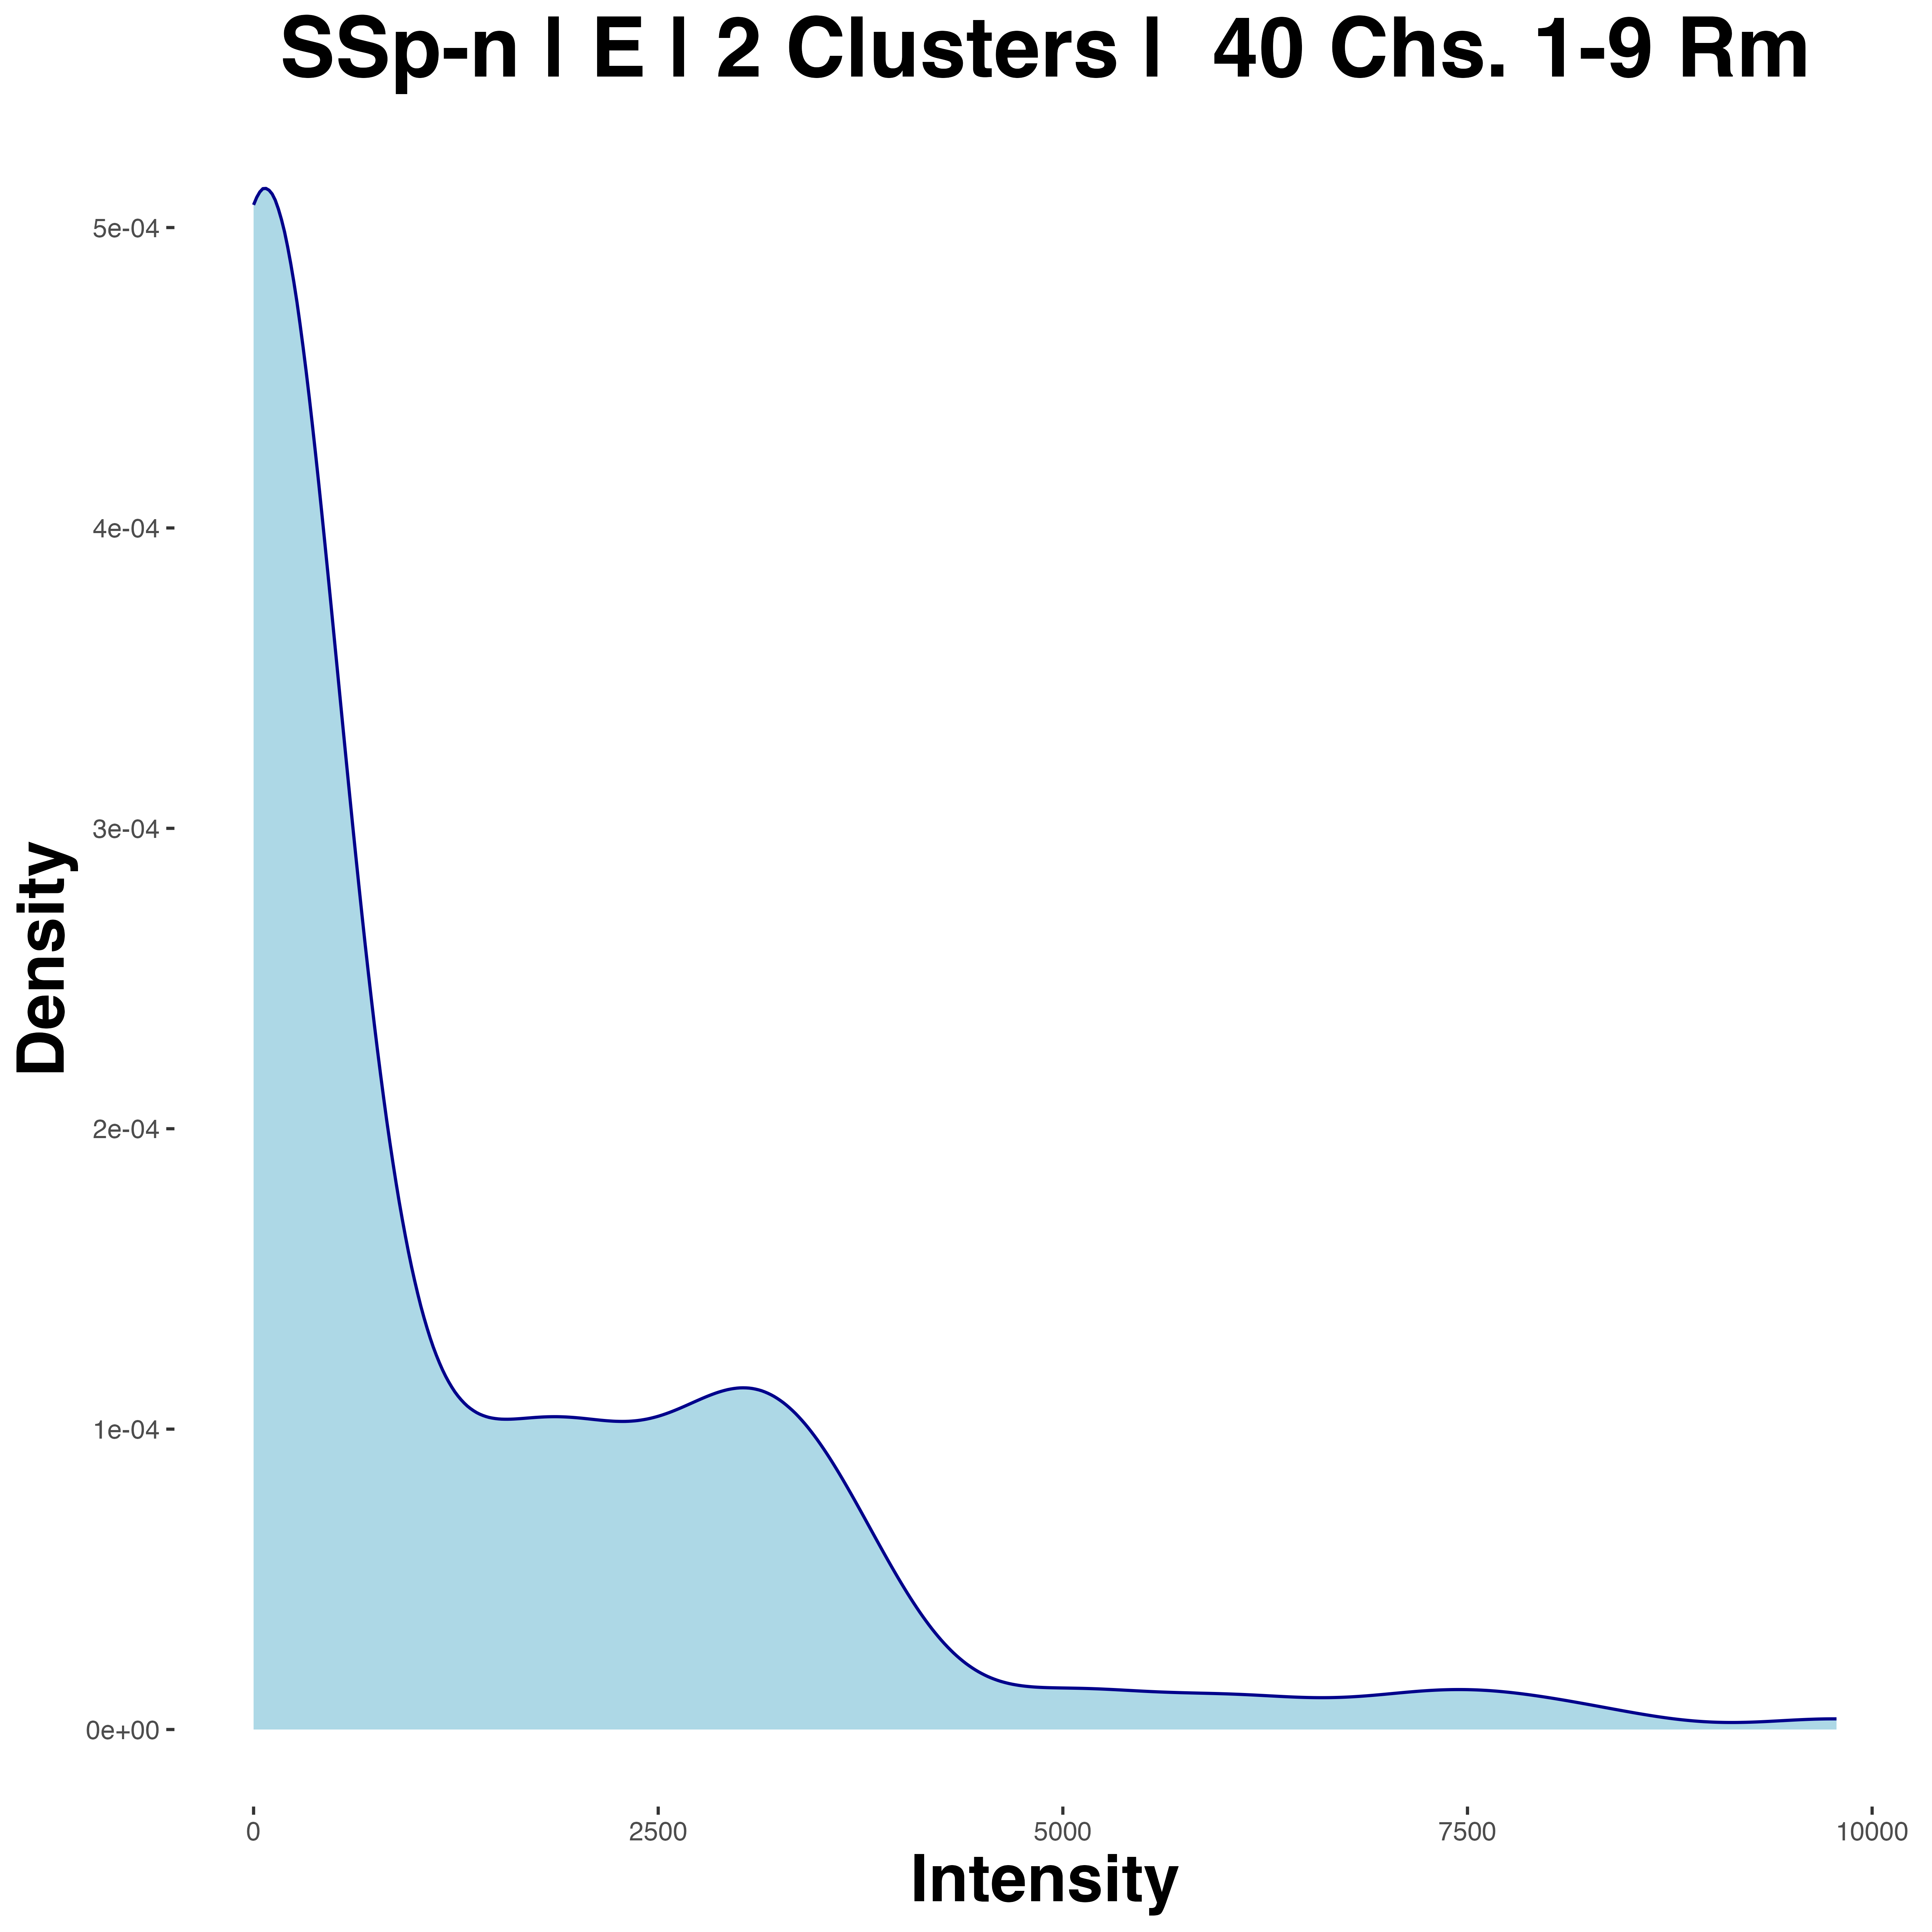 SSp-n | E | 2 Clusters |  40 Chs. 1-9 Rm
5e-04
4e-04
3e-04
2e-04
1e-04
0e+00
Density
0 2500 5000 7500 10000
Intensity